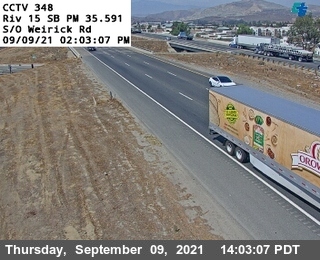 CCTV 348
Riv 15 SB PM 35.591
S/O Weirick Rd
09/09/21 02:03:07 PM
Thursday, September 09, 2021 14:03:07 PDT